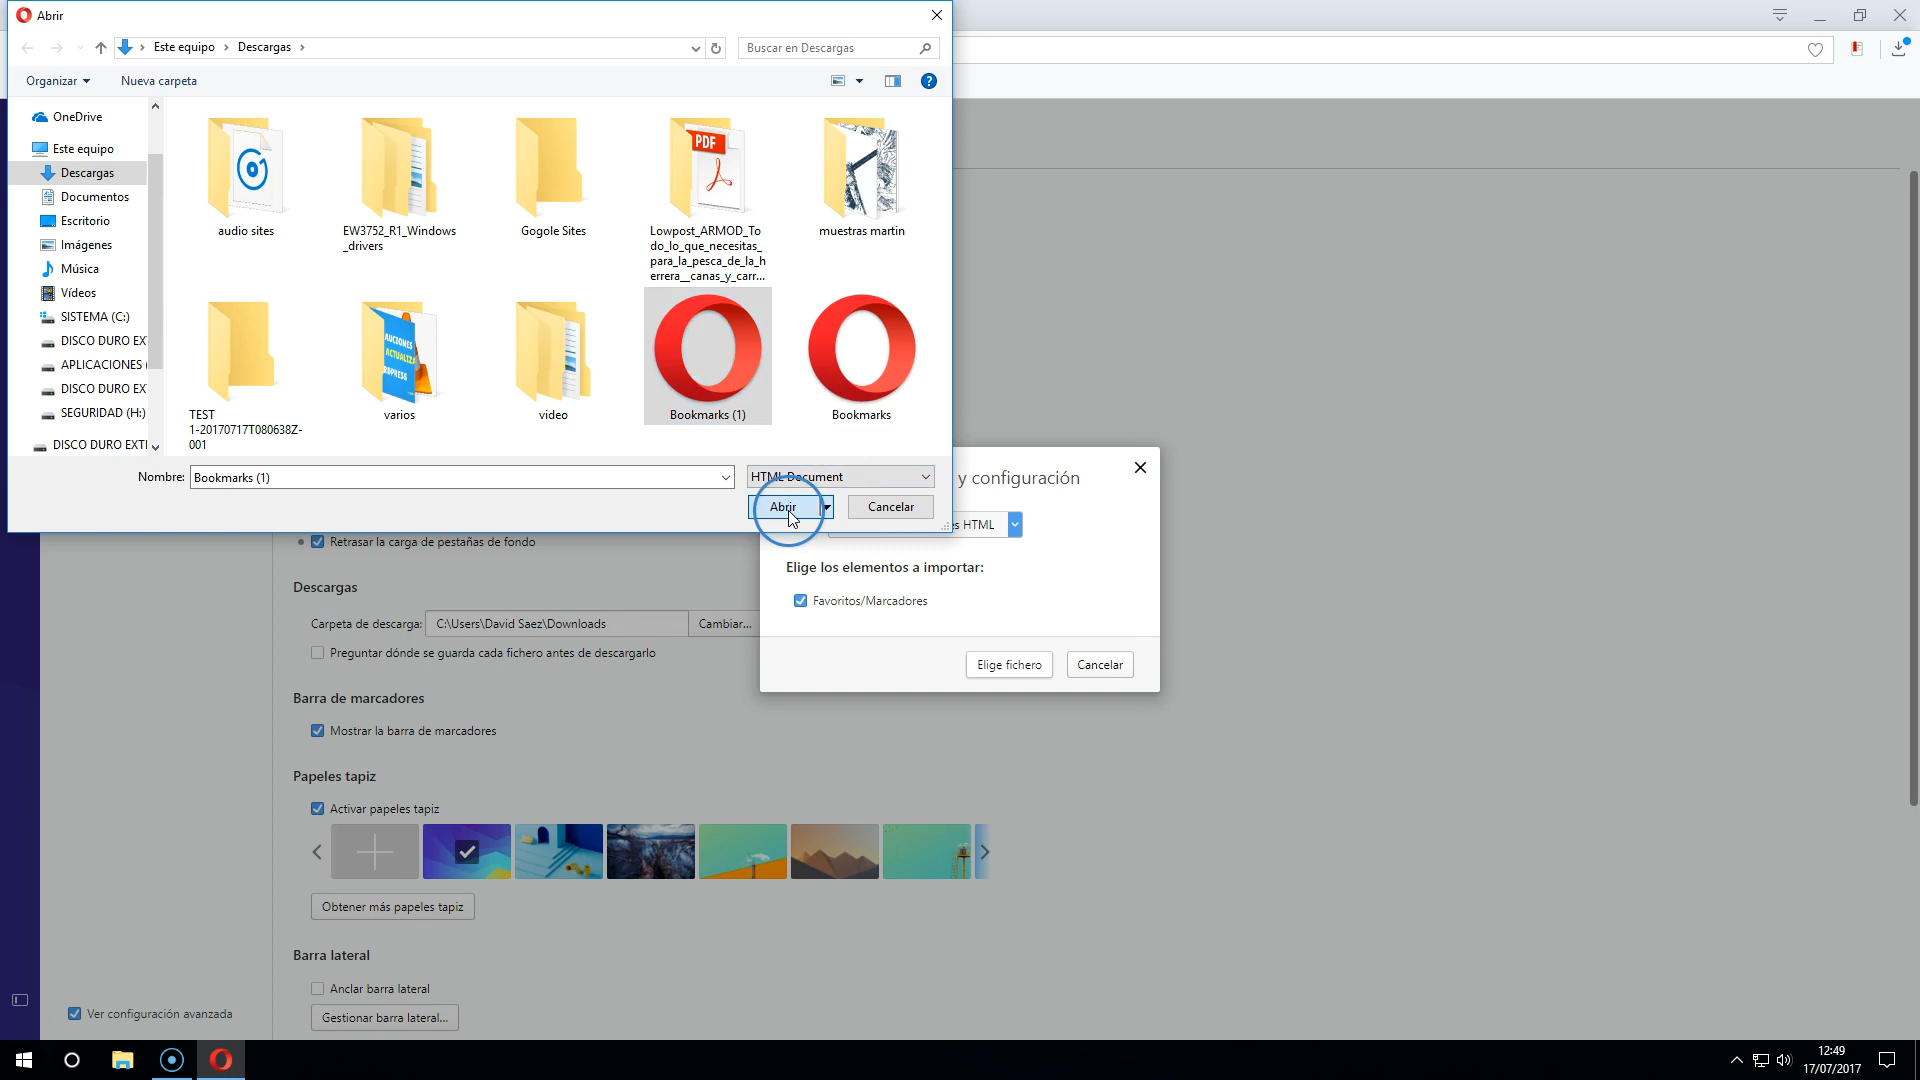 Abrir
Este equipo
Descargas
Buscar en Descargas
Organizar
Nueva carpeta
OneDrive
Este equipo
Descargas
Documentos
Escritorio
Imágenes
Música
Vídeos
SISTEMA (C:)
DISCO DURO EX
APLICACIONES (
DISCO DURO EX
SEGURIDAD (H:)
DISCO DURO EXTI
audio sites
EW3752_R1_Windows
_drivers
Gogole Sites
PDF
Lowpost_ARMOD_To
do_lo_que_necesitas_
para_la_pesca_de_la_h
errera__canas_y_carr...
muestras martin
TEST
1-20170717T080638Z-
001
AUCIONES
ACTUALIZA
RDPRESS
varios
video
Bookmarks (1)
Bookmarks
Nombre:
Bookmarks (1)
HTML Document
Abrir
Cancelar
y configuración
es HTML
Elige los elementos a importar:
Favoritos/Marcadores
Elige fichero
Cancelar
Retrasar la carga de pestañas de fondo
Descargas
Carpeta de descarga:
C:\Users\David Saez\Downloads
Cambiar...
Preguntar dónde se guarda cada fichero antes de descargarlo
Barra de marcadores
Mostrar la barra de marcadores
Papeles tapiz
Activar papeles tapiz
Obtener más papeles tapiz
Barra lateral
Anclar barra lateral
Gestionar barra lateral...
Ver configuración avanzada
12:49
17/07/2017